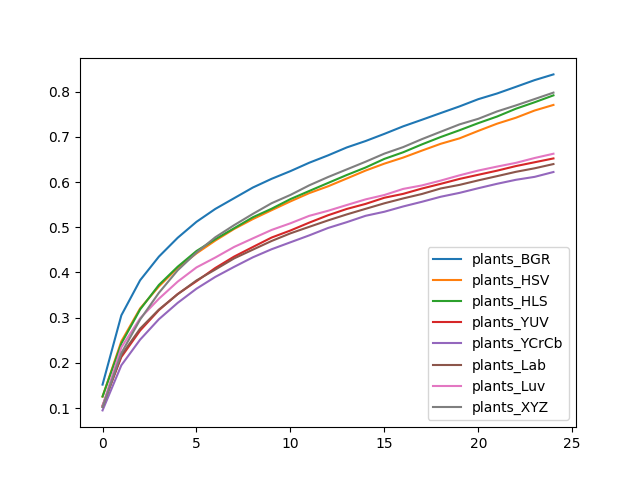 0.8
0.7
0.6
0.5
0.4
0.3
0.2
0.1
0 5 10 15 20 25
plants_BGR
plants_HSV
plants_HLS
plants_YUV
plants_YCrCb
plants_Lab
plants_Luv
plants_XYZ